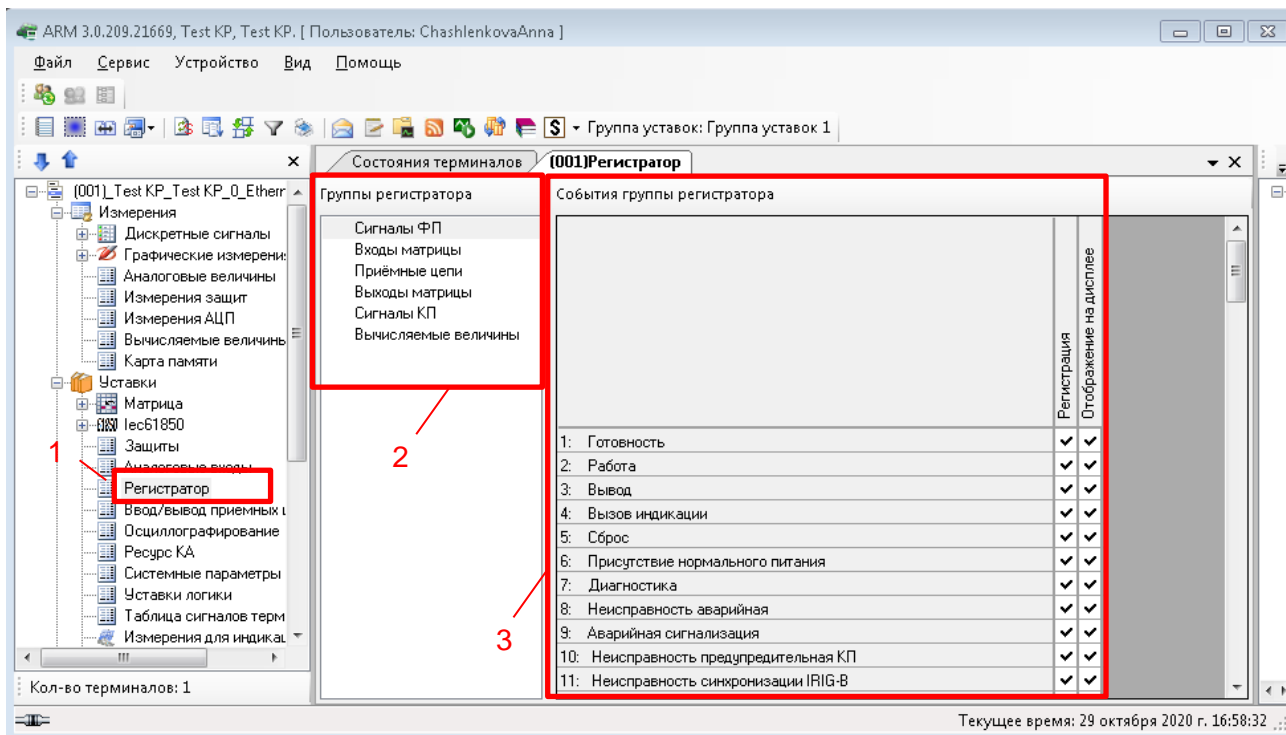 ARM 3.0.209.21669, Test KP, Test KP. [ Пользователь: ChashlenkovaAnna ]
Файл Сервис Устройство Вид Помощь
S Группа уставок: Группа уставок 1
Состояния терминалов (001)Регистратор
(001)_Test KP_Test KP_0_Etherr
Измерения
Дискретные сигналы
Графические измерени
Аналоговые величины
Измерения защит
Измерения АЦП
Вычисляемые величинь
Карта памяти
Уставки
Матрица
Iec61850
Защиты
Аналоговые входы
Регистратор
Ввод/вывод приемных ц
Осциллографирование
Ресурс КА
Системные параметры
Уставки логики
Таблица сигналов терм
Измерения для индикац
Кол-во терминалов: 1
1
Группы регистратора
Сигналы ФП
Входы матрицы
Приёмные цепи
Выходы матрицы
Сигналы КП
Вычисляемые величины
2
События группы регистратора
Регистрация
Отображение на дисплее
1: Готовность
2: Работа
3: Вывод
4: Вызов индикации
5: Сброс
6: Присутствие нормального питания
7: Диагностика
8: Неисправность аварийная
9: Аварийная сигнализация
10: Неисправность предупредительная КП
11: Неисправность синхронизации IRIG-B
3
Текущее время: 29 октября 2020 г. 16:58:32